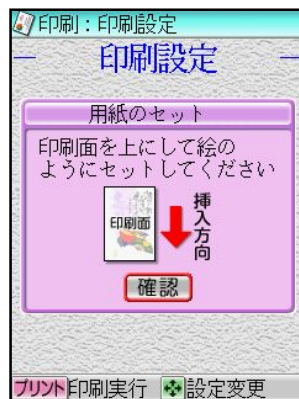 印刷:印刷設定
印刷設定
用紙のセット
印刷面を上にして絵の
ようにセットしてください
印刷面
挿入方向
確認
プリント印刷実行 設定変更